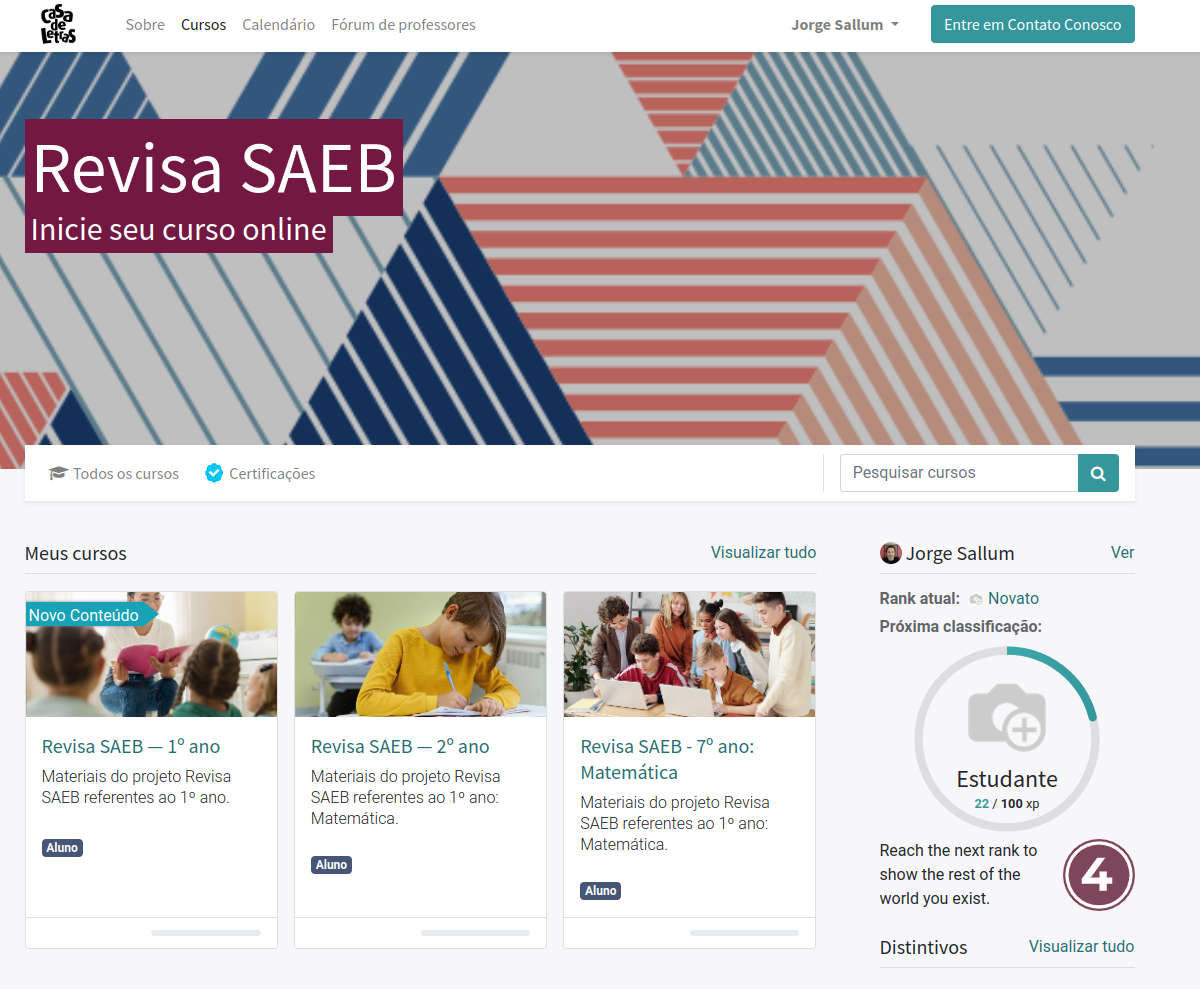 Casa
de
Letras
Sobre Cursos Calendário Fórum de professores Jorge Sallum Entre em Contato Conosco
Revisa SAEB
Inicie seu curso online
Todos os cursos Certificações Pesquisar cursos
Meus cursos Visualizar tudo
Novo Conteúdo
Revisa SAEB — 1º ano
Materiais do projeto Revisa
SAEB referentes ao 1º ano.
Aluno
Revisa SAEB — 2º ano
Materiais do projeto Revisa
SAEB referentes ao 1º ano:
Matemática.
Aluno
Revisa SAEB - 7º ano:
Matemática
Materiais do projeto Revisa
SAEB referentes ao 1º ano:
Matemática.
Aluno
Jorge Sallum Ver
Rank atual: Novato
Próxima classificação:
Estudante
22 / 100 xp
Reach the next rank to
show the rest of the
world you exist.
4
Distintivos Visualizar tudo